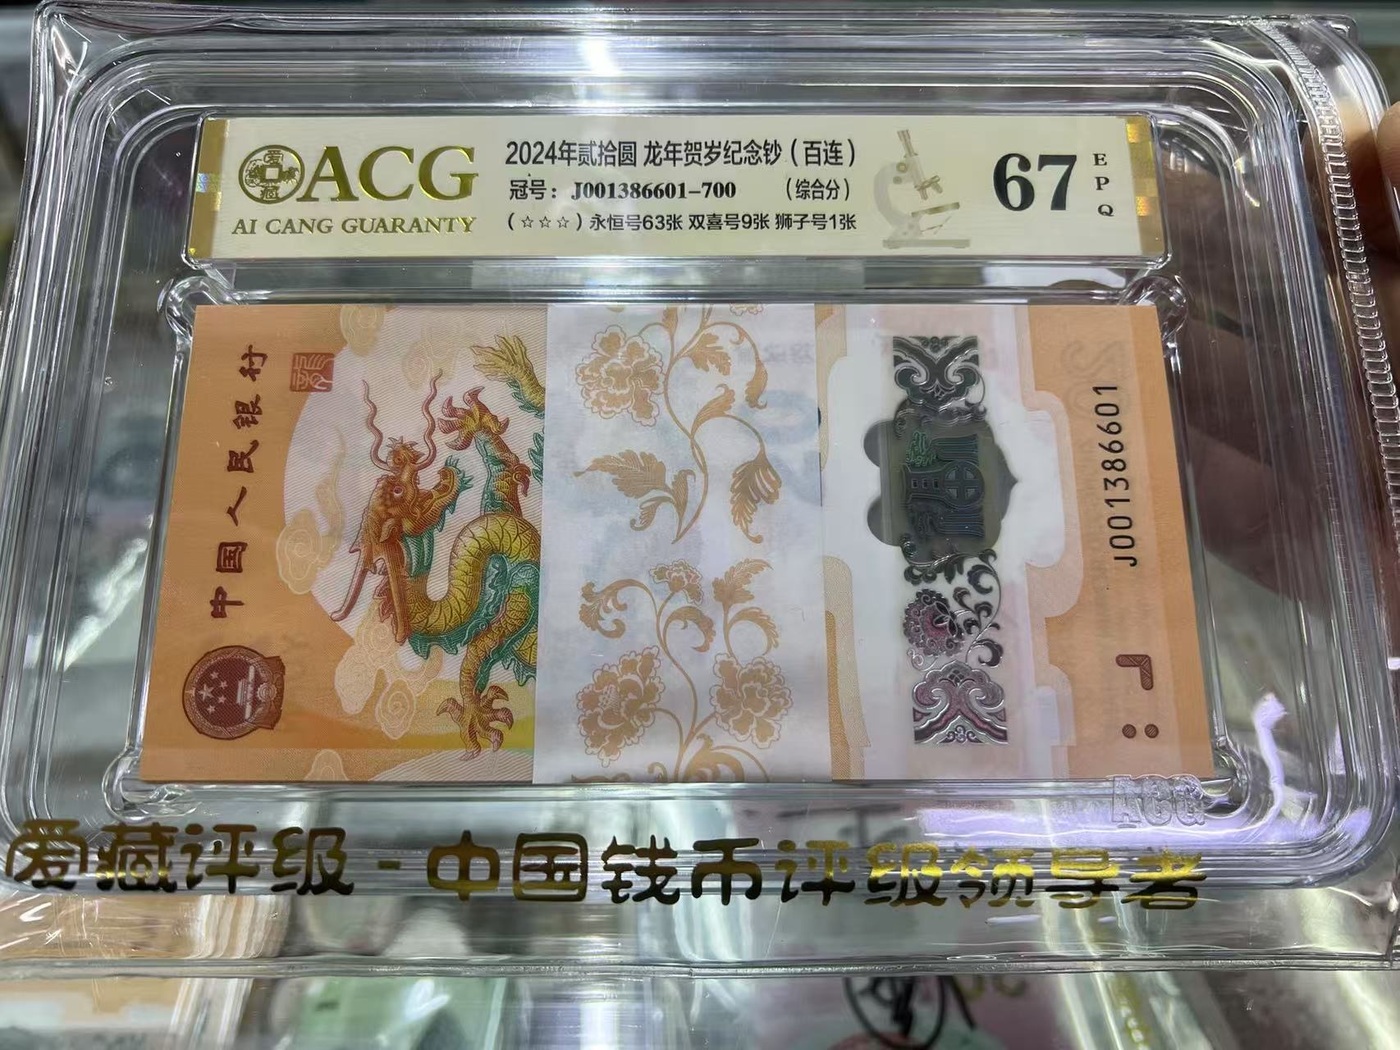 ACG
AI CANG GUARANTY
2024年贰拾圆 龙年贺岁纪念钞（百连）
冠号：J001386601-700 （综合分）
（☆☆☆）永恒号63张 双喜号9张 狮子号1张
67
EPQ
中国人民银行
福
J001386601
ACG
爱藏评级-中国钱币评级领导者